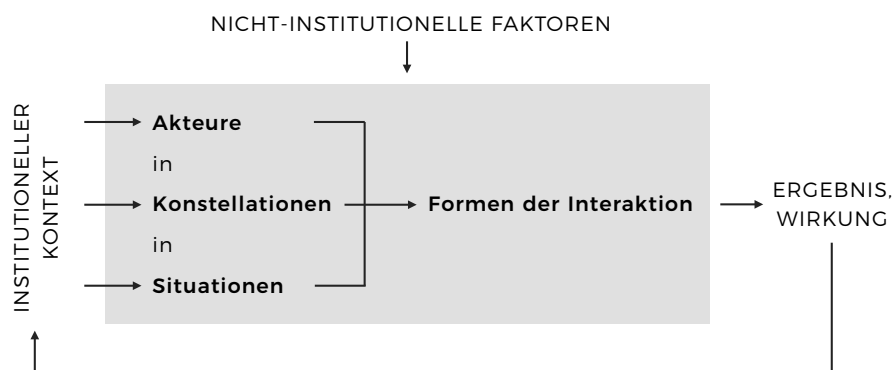 NICHT-INSTITUTIONELLE FAKTOREN
INSTITUTIONELLER
KONTEXT
Akteure
in
Konstellationen
in
Situationen
Formen der Interaktion
ERGEBNIS,
WIRKUNG